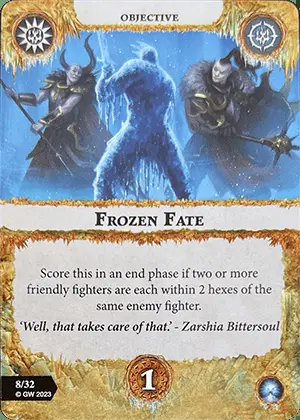 OBJECTIVE
FROZEN FATE
Score this in an end phase if two or more
friendly fighters are each within 2 hexes of
the same enemy fighter.
‘Well, that takes care of that.’ - Zarshia Bittersoul
8/32
© GW 2023
1